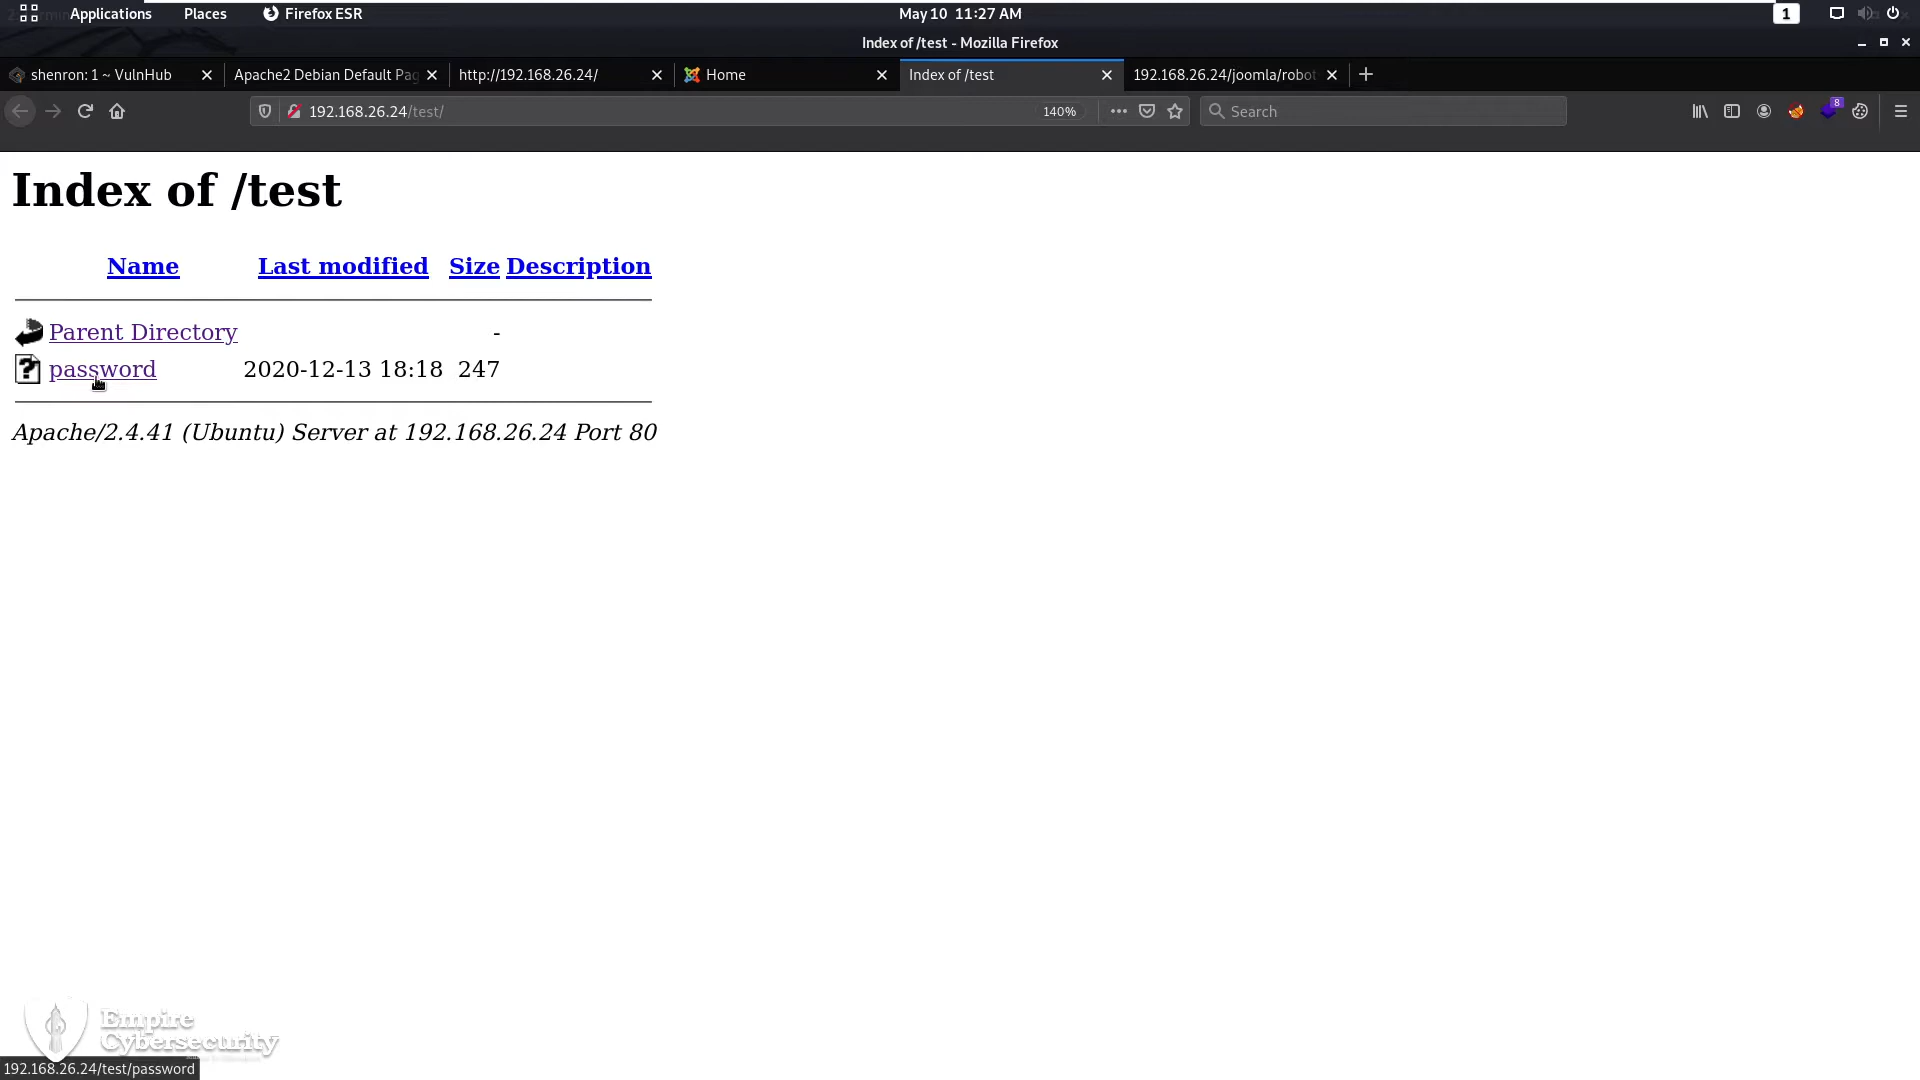 Applications Places Firefox ESR May 10 11:27 AM 1
Index of /test - Mozilla Firefox
shenron: 1 ~ VulnHub Apache2 Debian Default Pag http://192.168.26.24/ Home Index of /test 192.168.26.24/joomla/robot
192.168.26.24/test/ 140% Search 8
Index of /test
Name Last modified Size Description
Parent Directory -
password 2020-12-13 18:18 247
Apache/2.4.41 (Ubuntu) Server at 192.168.26.24 Port 80
Empire
Cybersecurity
192.168.26.24/test/password